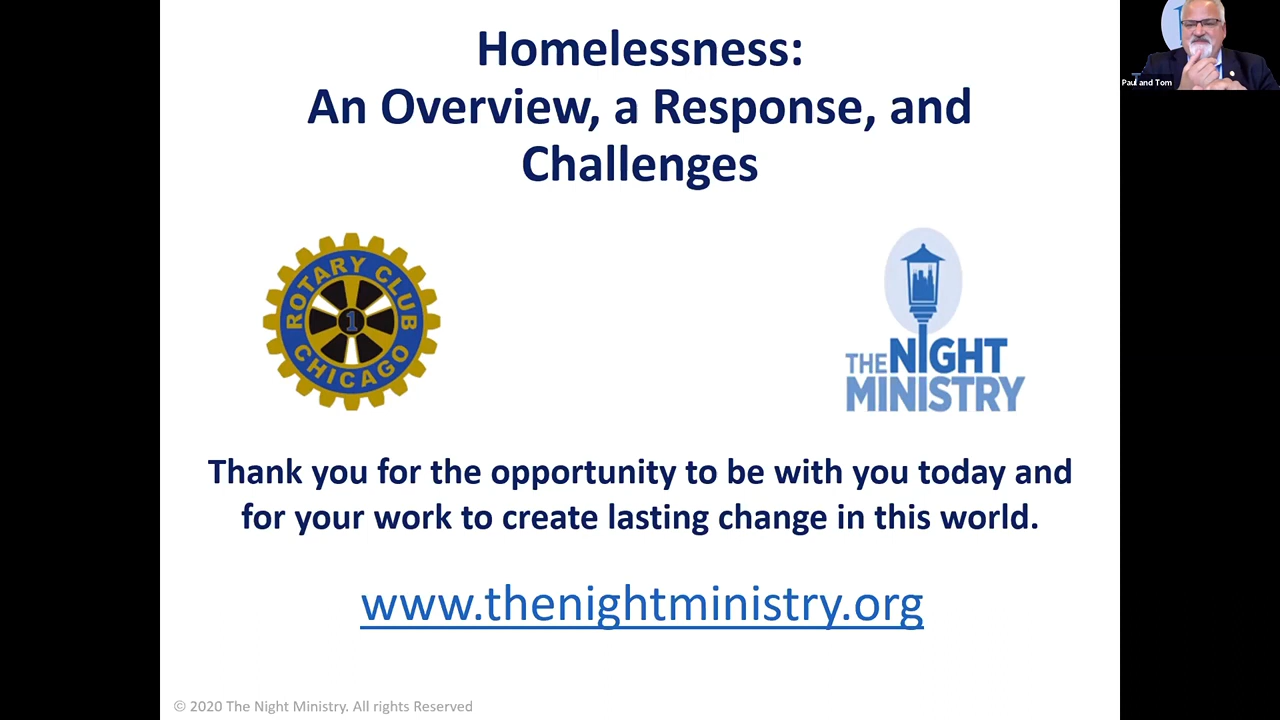 Homelessness:
An Overview, a Response, and
Challenges
ROTARY CLUB
1
CHICAGO
THE NIGHT
MINISTRY
Thank you for the opportunity to be with you today and
for your work to create lasting change in this world.
www.thenightministry.org
© 2020 The Night Ministry. All rights Reserved
Paul and Tom